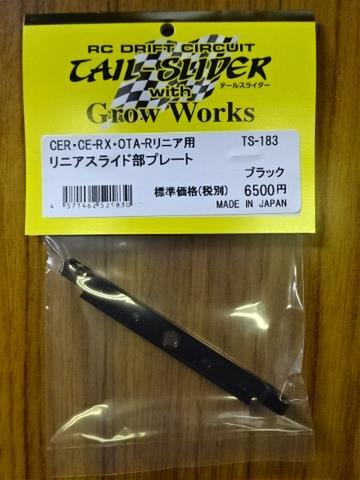 RC DRIFT CIRCUIT
TAIL-SLIDER
テールスライダー
with
Grow Works
CER・CE-RX・OTA-Rリニア用 TS-183
リニアスライド部プレート
ブラック
標準価格(税別) 6500円
4 571462 521830
MADE IN JAPAN